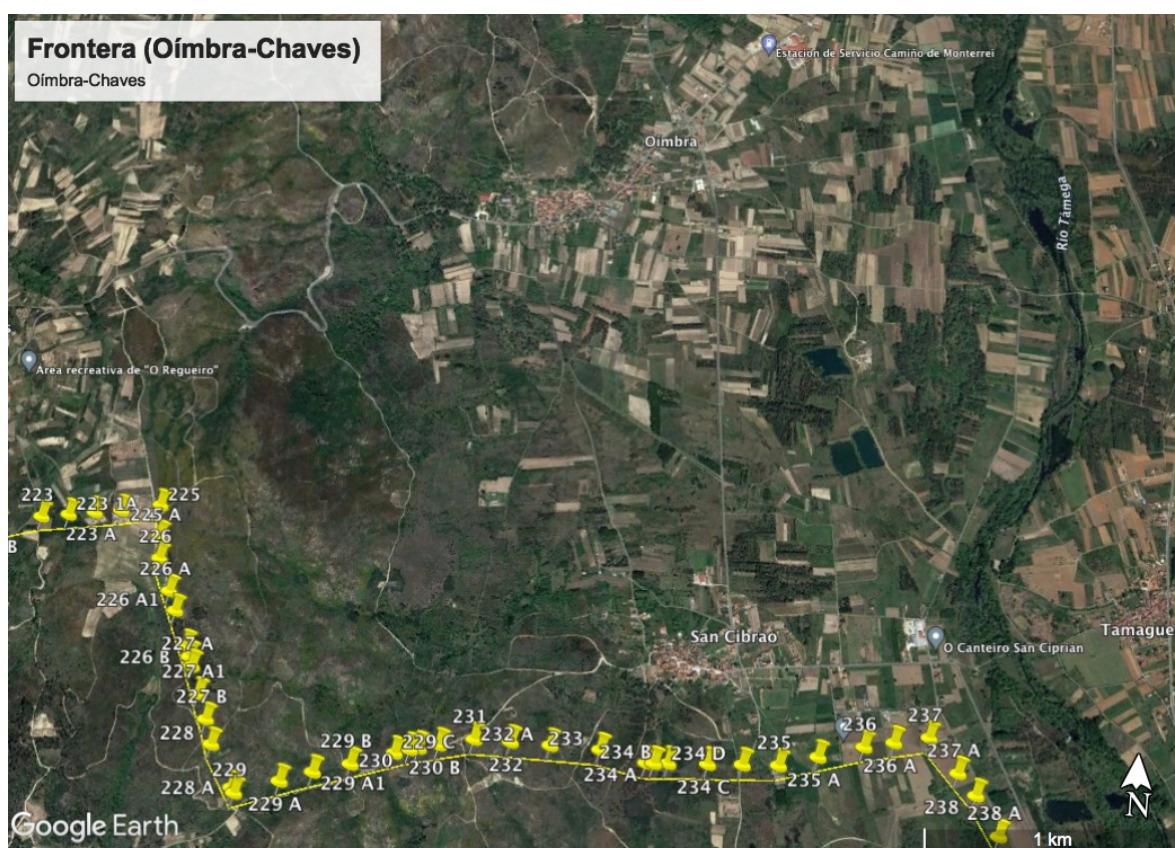 Frontera (Oímbra-Chaves)
Oímbra-Chaves
Estación de Servicio Camiño de Monterrei
Oímbra
Río Támega
Área recreativa de "O Regueiro"
223
223 1A
225
225 A
B
223 A
226
226 A
226 A1
227 A
226 B
227 A1
227 B
228
229
228 A
229 A
229 B
229 A1
230
229 C
230 B
231
232 A
232
233
234 B
234 A
234 D
234 C
235
235 A
236
236 A
237
237 A
238
238 A
San Cibrao
Tamague
O Canteiro San Ciprian
Google Earth
N
1 km